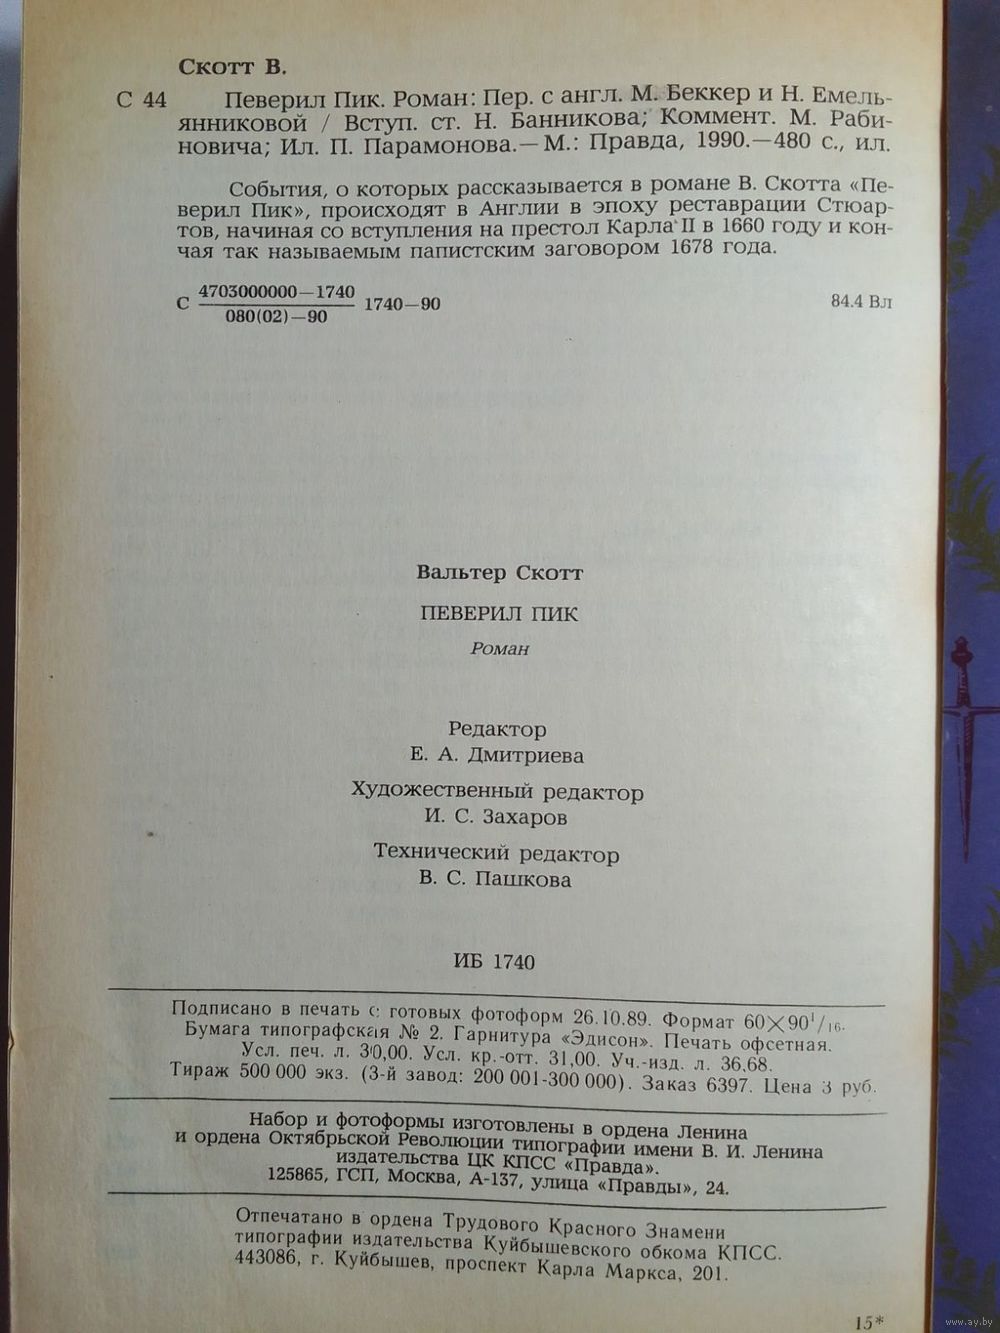 Скотт В.
С 44 Певерил Пик. Роман: Пер. с англ. М. Беккер и Н. Емель-
янниковой / Вступ. ст. Н. Банникова; Коммент. М. Раби-
новича; Ил. П. Парамонова.— М.: Правда, 1990.—480 с., ил.
События, о которых рассказывается в романе В. Скотта «Пе-
верил Пик», происходят в Англии в эпоху реставрации Стюар-
тов, начиная со вступления на престол Карла II в 1660 году и кон-
чая так называемым папистским заговором 1678 года.
4703000000—1740
С 1740—90 84.4 Вл
080(02)—90
Вальтер Скотт
ПЕВЕРИЛ ПИК
Роман
Редактор
Е. А. Дмитриева
Художественный редактор
И. С. Захаров
Технический редактор
В. С. Пашкова
ИБ 1740
Подписано в печать с готовых фотоформ 26.10.89. Формат 60×90¹/₁₆.
Бумага типографская № 2. Гарнитура «Эдисон». Печать офсетная.
Усл. печ. л. 30,00. Усл. кр.-отт. 31,00. Уч.-изд. л. 36,68.
Тираж 500 000 экз. (3-й завод: 200 001-300 000). Заказ 6397. Цена 3 руб.
Набор и фотоформы изготовлены в ордена Ленина
и ордена Октябрьской Революции типографии имени В. И. Ленина
издательства ЦК КПСС «Правда».
125865, ГСП, Москва, А-137, улица «Правды», 24.
Отпечатано в ордена Трудового Красного Знамени
типографии издательства Куйбышевского обкома КПСС.
443086, г. Куйбышев, проспект Карла Маркса, 201.
15*
www.ay.by